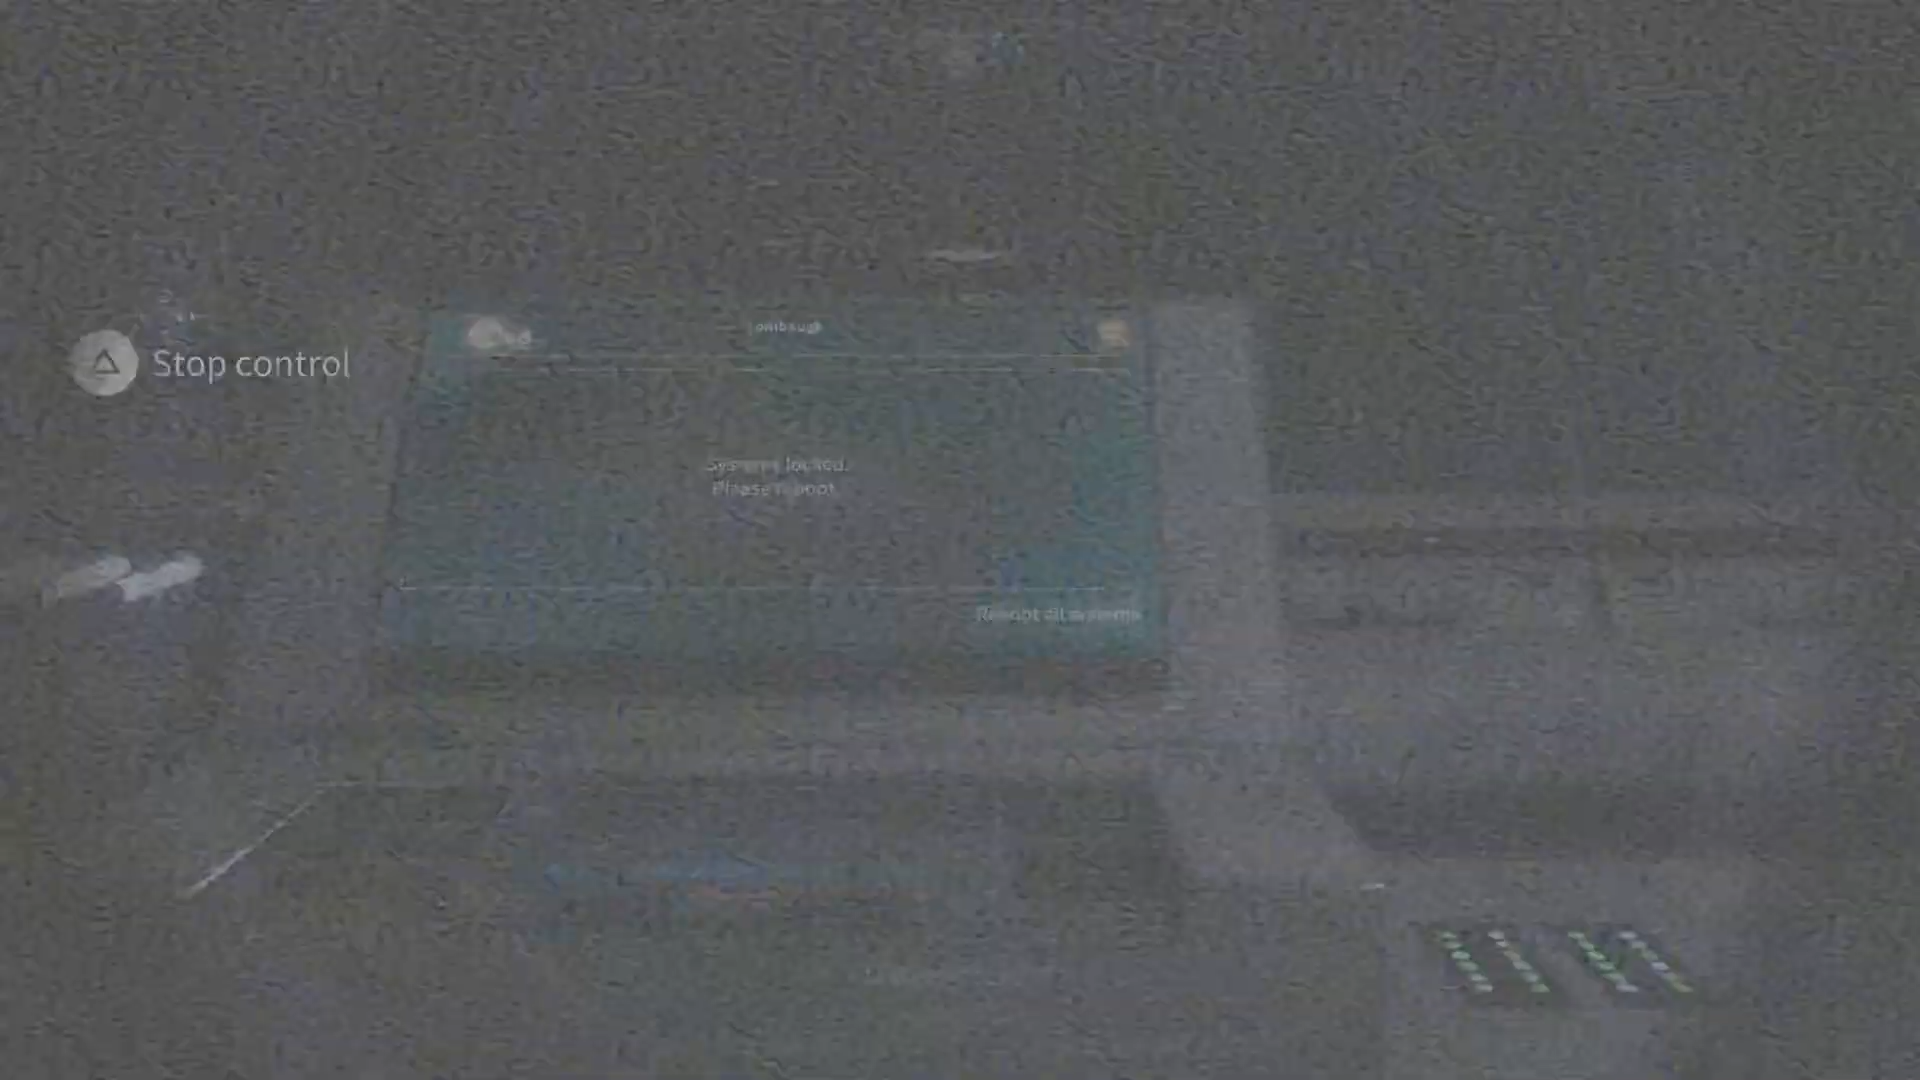 Stop control
Systems locked.
Please reboot.
Reboot all systems